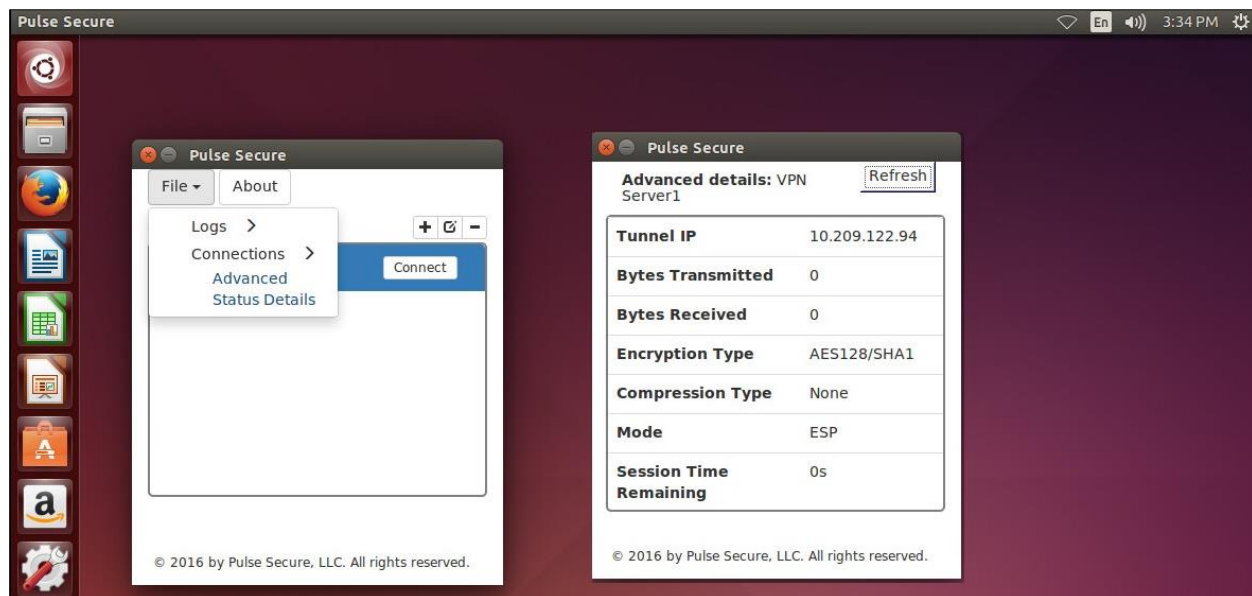 Pulse Secure
En
3:34 PM
Pulse Secure
File
About
Logs
Connections
Advanced
Status Details
Connect
© 2016 by Pulse Secure, LLC. All rights reserved.
Pulse Secure
Advanced details: VPN
Server1
Refresh
Tunnel IP 10.209.122.94
Bytes Transmitted 0
Bytes Received 0
Encryption Type AES128/SHA1
Compression Type None
Mode ESP
Session Time 0s
Remaining
© 2016 by Pulse Secure, LLC. All rights reserved.
A
a